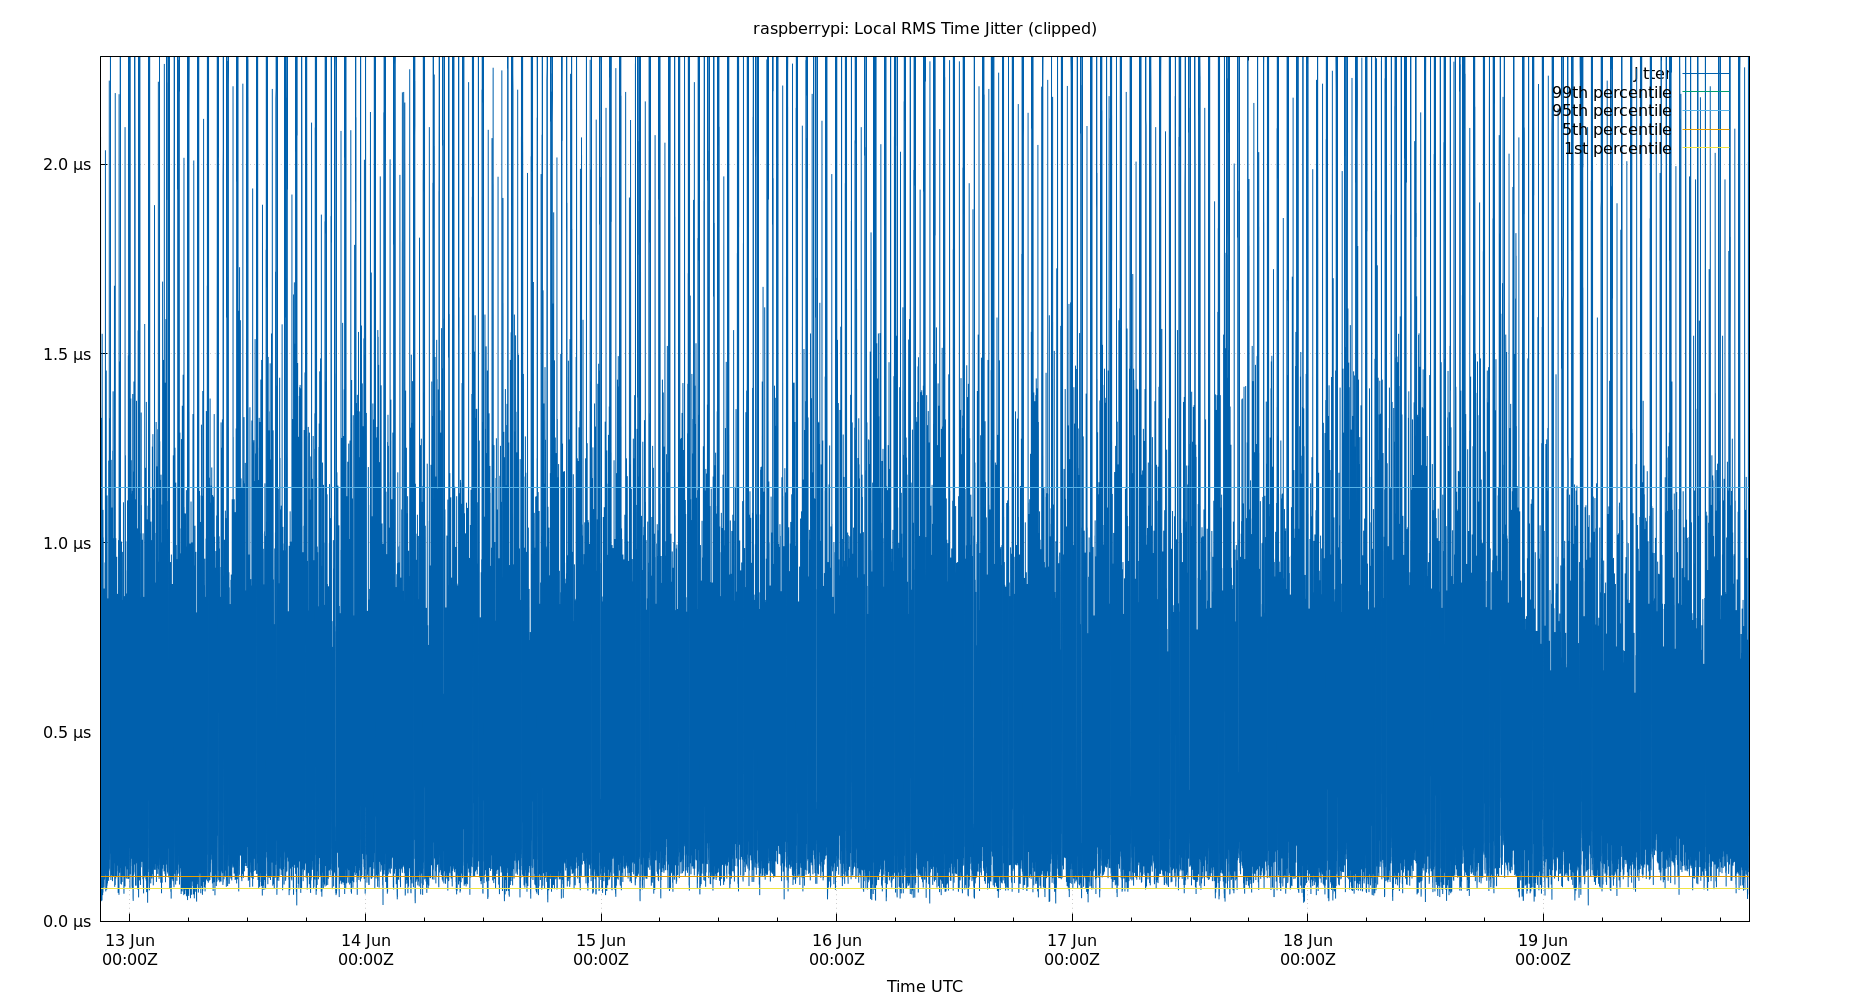 raspberrypi: Local RMS Time Jitter (clipped)
Jitter
99th percentile
95th percentile
5th percentile
1st percentile
2.0 µs
1.5 µs
1.0 µs
0.5 µs
0.0 µs
13 Jun 14 Jun 15 Jun 16 Jun 17 Jun 18 Jun 19 Jun
00:00Z 00:00Z 00:00Z 00:00Z 00:00Z 00:00Z 00:00Z
Time UTC